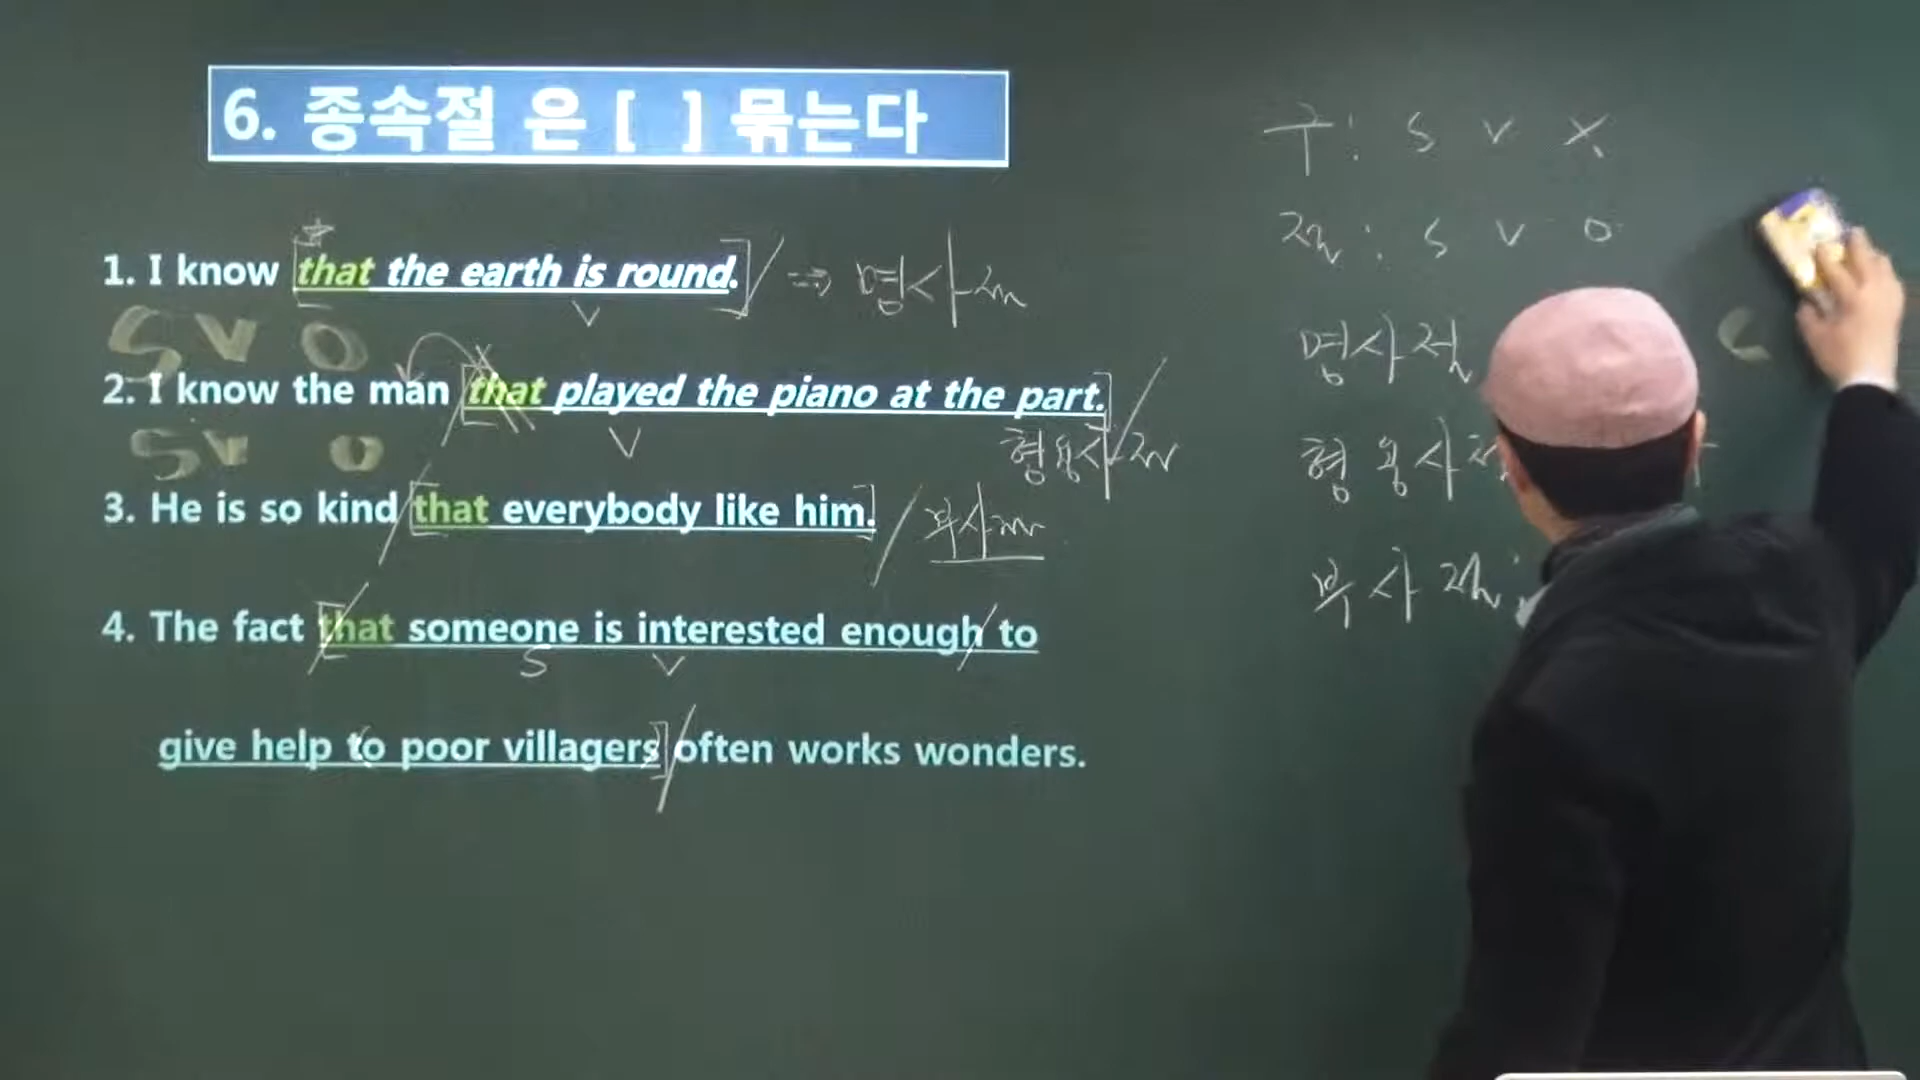 6. 종속절 은 [ ] 묶는다
1. I know [that the earth is round.] / → 명사절
V
S V O
2. I know the man / [that played the piano at the part.] /
S V O
V
형용사절
3. He is so kind / [that everybody like him.] / 부사절
4. The fact / [that someone is interested enough / to
S V
give help to poor villagers] / often works wonders.
구 : S V X
절 : S V O
명사절
형용사절
부사절 :